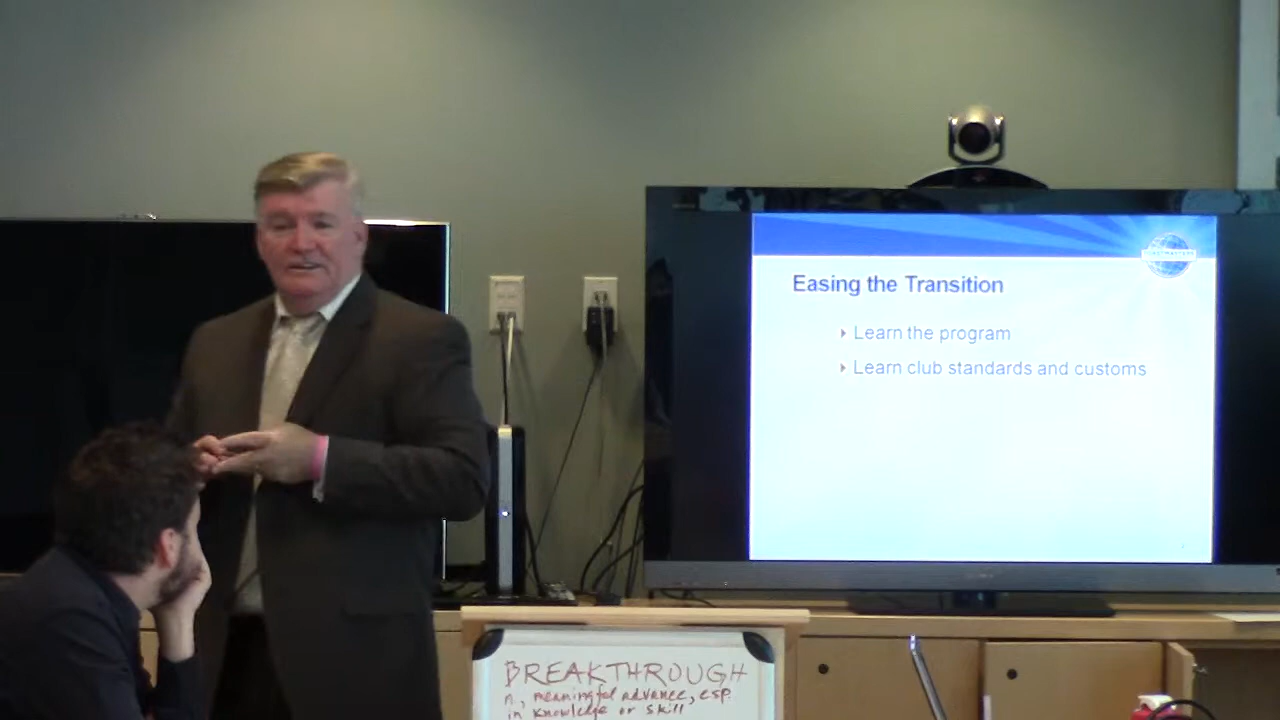 TOASTMASTERS
Easing the Transition
Learn the program
Learn club standards and customs
BREAKTHROUGH
n., meaningful advance, esp.
in knowledge or skill